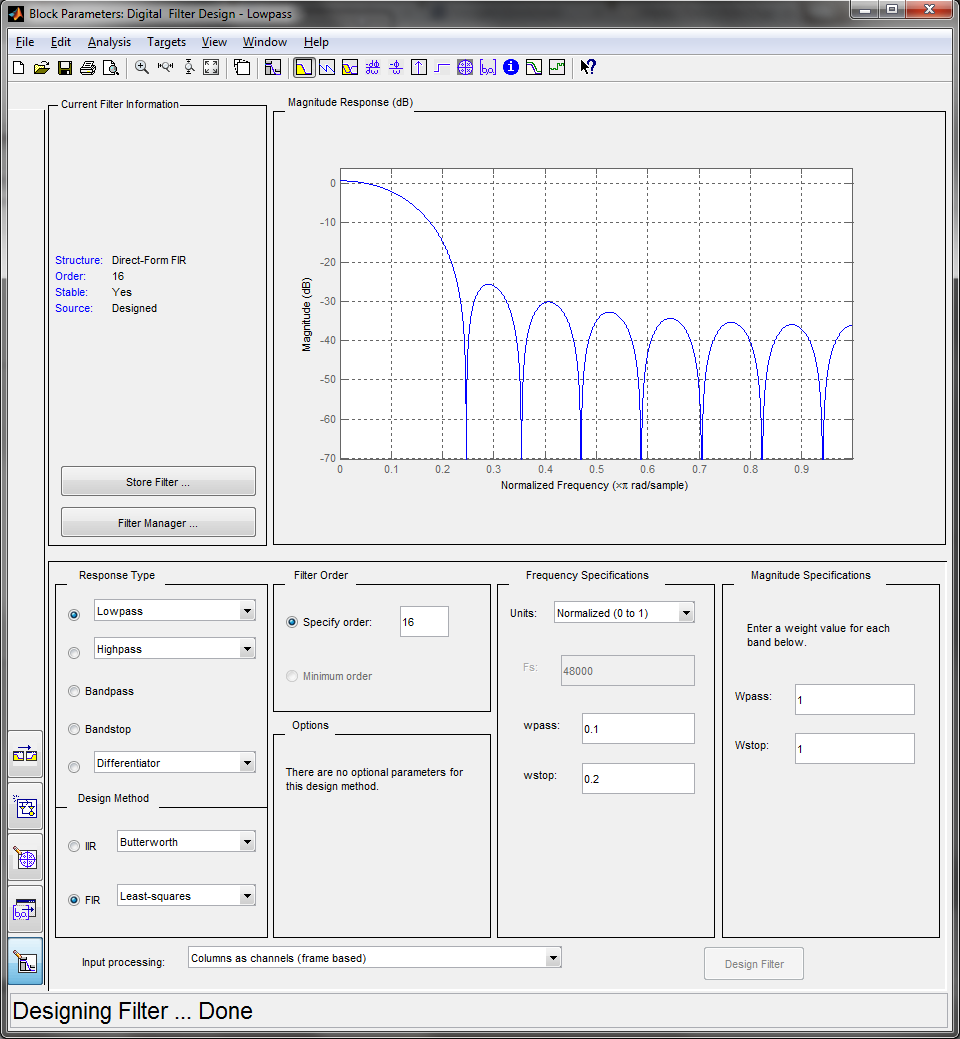 Block Parameters: Digital  Filter Design - Lowpass
File Edit Analysis Targets View Window Help
Current Filter Information
Structure: Direct-Form FIR
Order: 16
Stable: Yes
Source: Designed
Store Filter ...
Filter Manager ...
Magnitude Response (dB)
0
-10
-20
-30
-40
-50
-60
-70
Magnitude (dB)
0 0.1 0.2 0.3 0.4 0.5 0.6 0.7 0.8 0.9
Normalized Frequency (×π rad/sample)
Response Type
Lowpass
Highpass
Bandpass
Bandstop
Differentiator
Design Method
IIR Butterworth
FIR Least-squares
Filter Order
Specify order: 16
Minimum order
Options
There are no optional parameters for
this design method.
Frequency Specifications
Units: Normalized (0 to 1)
Fs: 48000
wpass: 0.1
wstop: 0.2
Magnitude Specifications
Enter a weight value for each
band below.
Wpass: 1
Wstop: 1
Input processing: Columns as channels (frame based)
Design Filter
Designing Filter ... Done